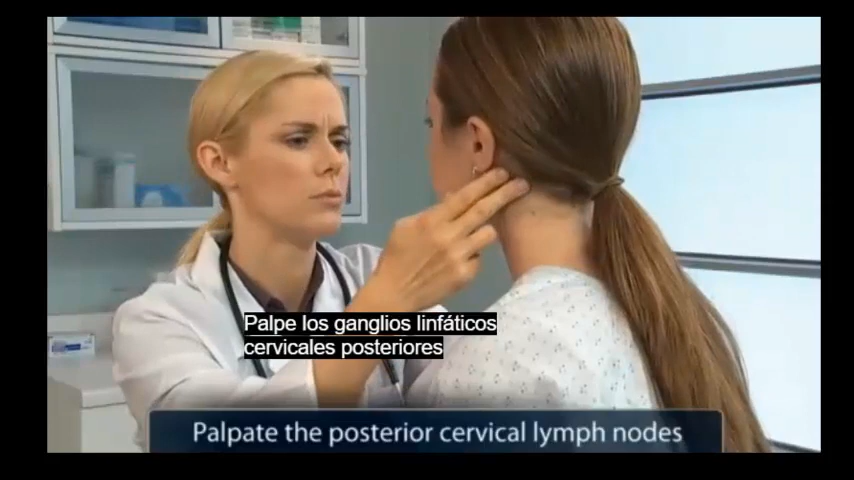 Palpe los ganglios linfáticos
cervicales posteriores
Palpate the posterior cervical lymph nodes